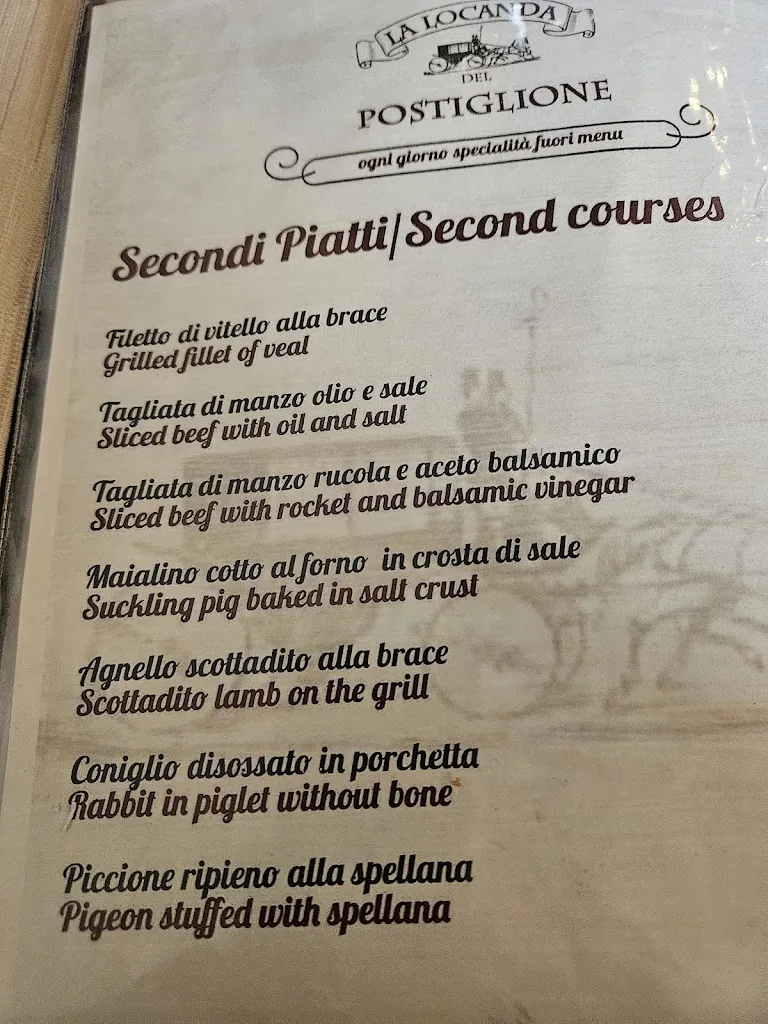 LA LOCANDA
DEL
POSTIGLIONE
ogni giorno specialità fuori menu
Secondi Piatti/Second courses
Filetto di vitello alla brace
Grilled fillet of veal
Tagliata di manzo olio e sale
Sliced beef with oil and salt
Tagliata di manzo rucola e aceto balsamico
Sliced beef with rocket and balsamic vinegar
Maialino cotto al forno in crosta di sale
Suckling pig baked in salt crust
Agnello scottadito alla brace
Scottadito lamb on the grill
Coniglio disossato in porchetta
Rabbit in piglet without bone
Piccione ripieno alla spellana
Pigeon stuffed with spellana